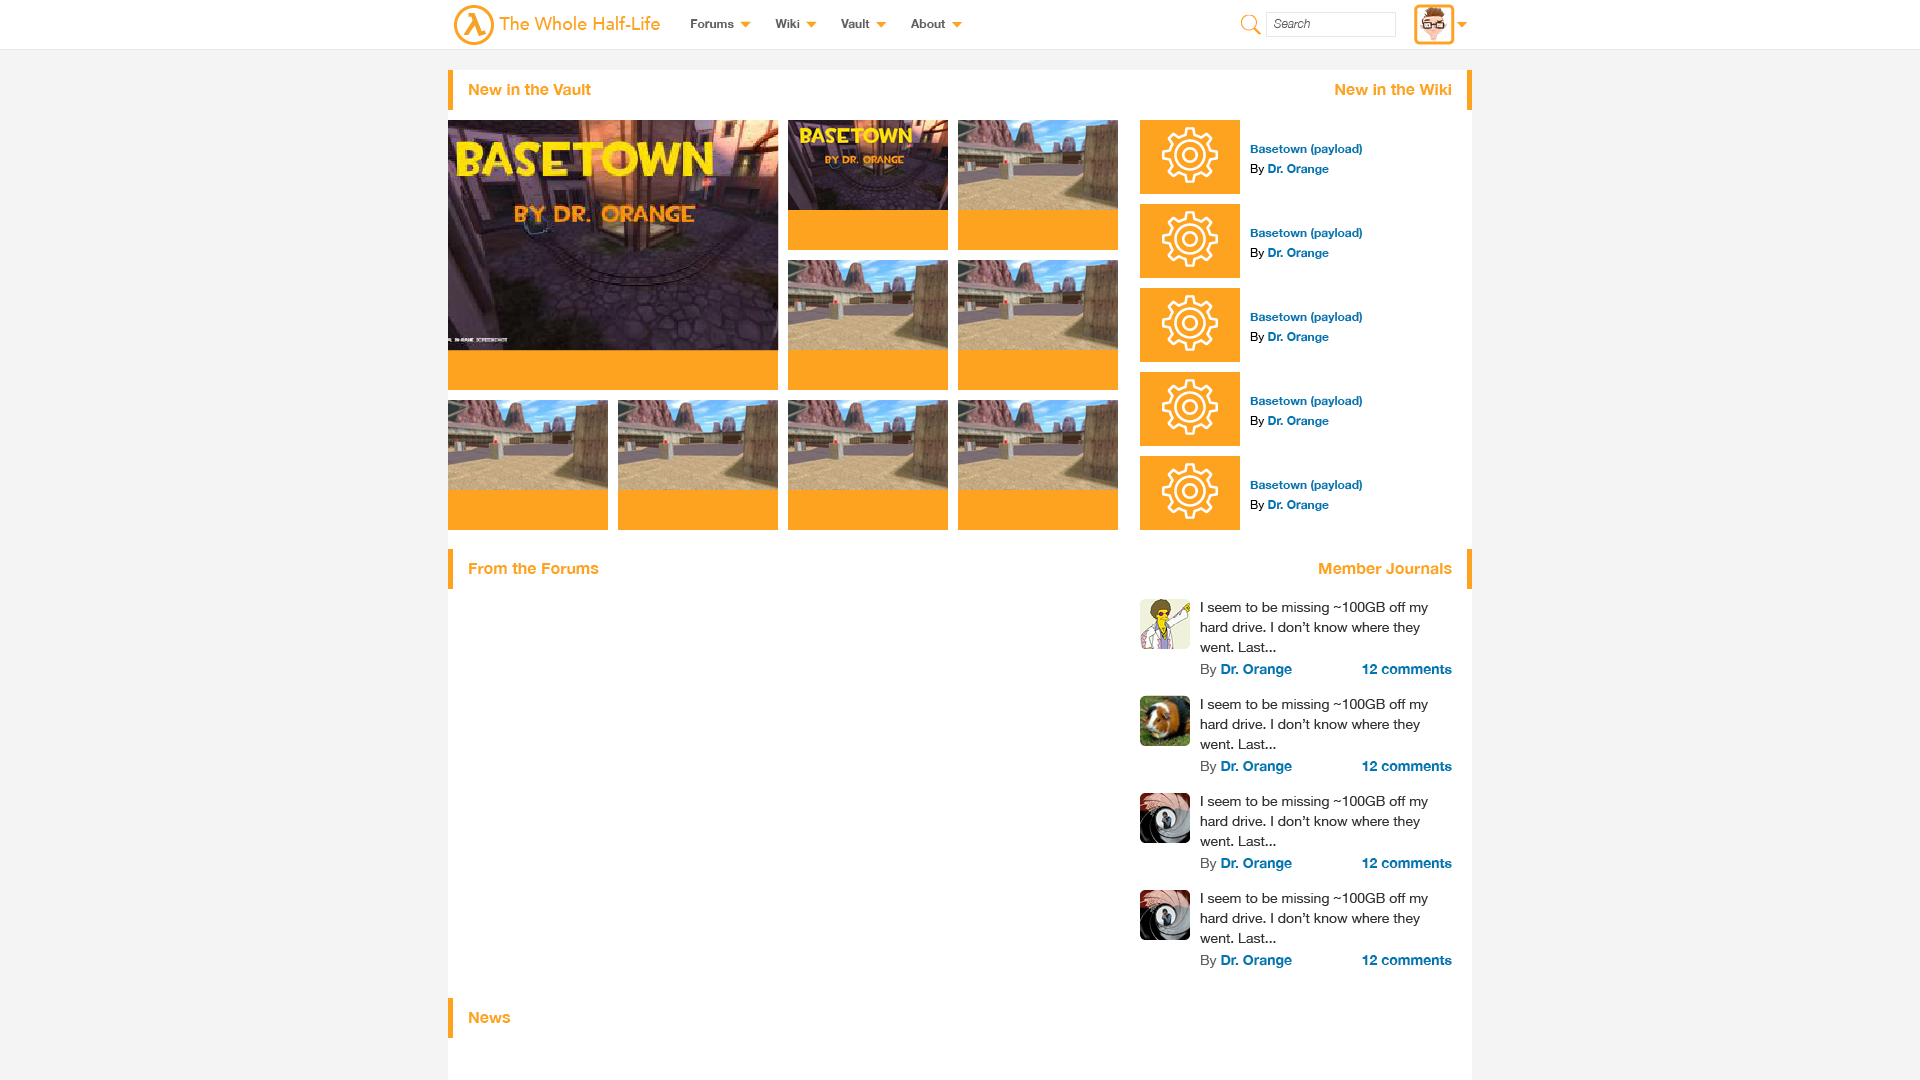 The Whole Half-Life
Forums
Wiki
Vault
About
Search
New in the Vault
New in the Wiki
BASETOWN
BY DR. ORANGE
BASETOWN
BY DR. ORANGE
Basetown (payload)
By Dr. Orange
Basetown (payload)
By Dr. Orange
Basetown (payload)
By Dr. Orange
Basetown (payload)
By Dr. Orange
Basetown (payload)
By Dr. Orange
From the Forums
Member Journals
I seem to be missing ~100GB off my
hard drive. I don’t know where they
went. Last...
By Dr. Orange 12 comments
I seem to be missing ~100GB off my
hard drive. I don’t know where they
went. Last...
By Dr. Orange 12 comments
I seem to be missing ~100GB off my
hard drive. I don’t know where they
went. Last...
By Dr. Orange 12 comments
I seem to be missing ~100GB off my
hard drive. I don’t know where they
went. Last...
By Dr. Orange 12 comments
News